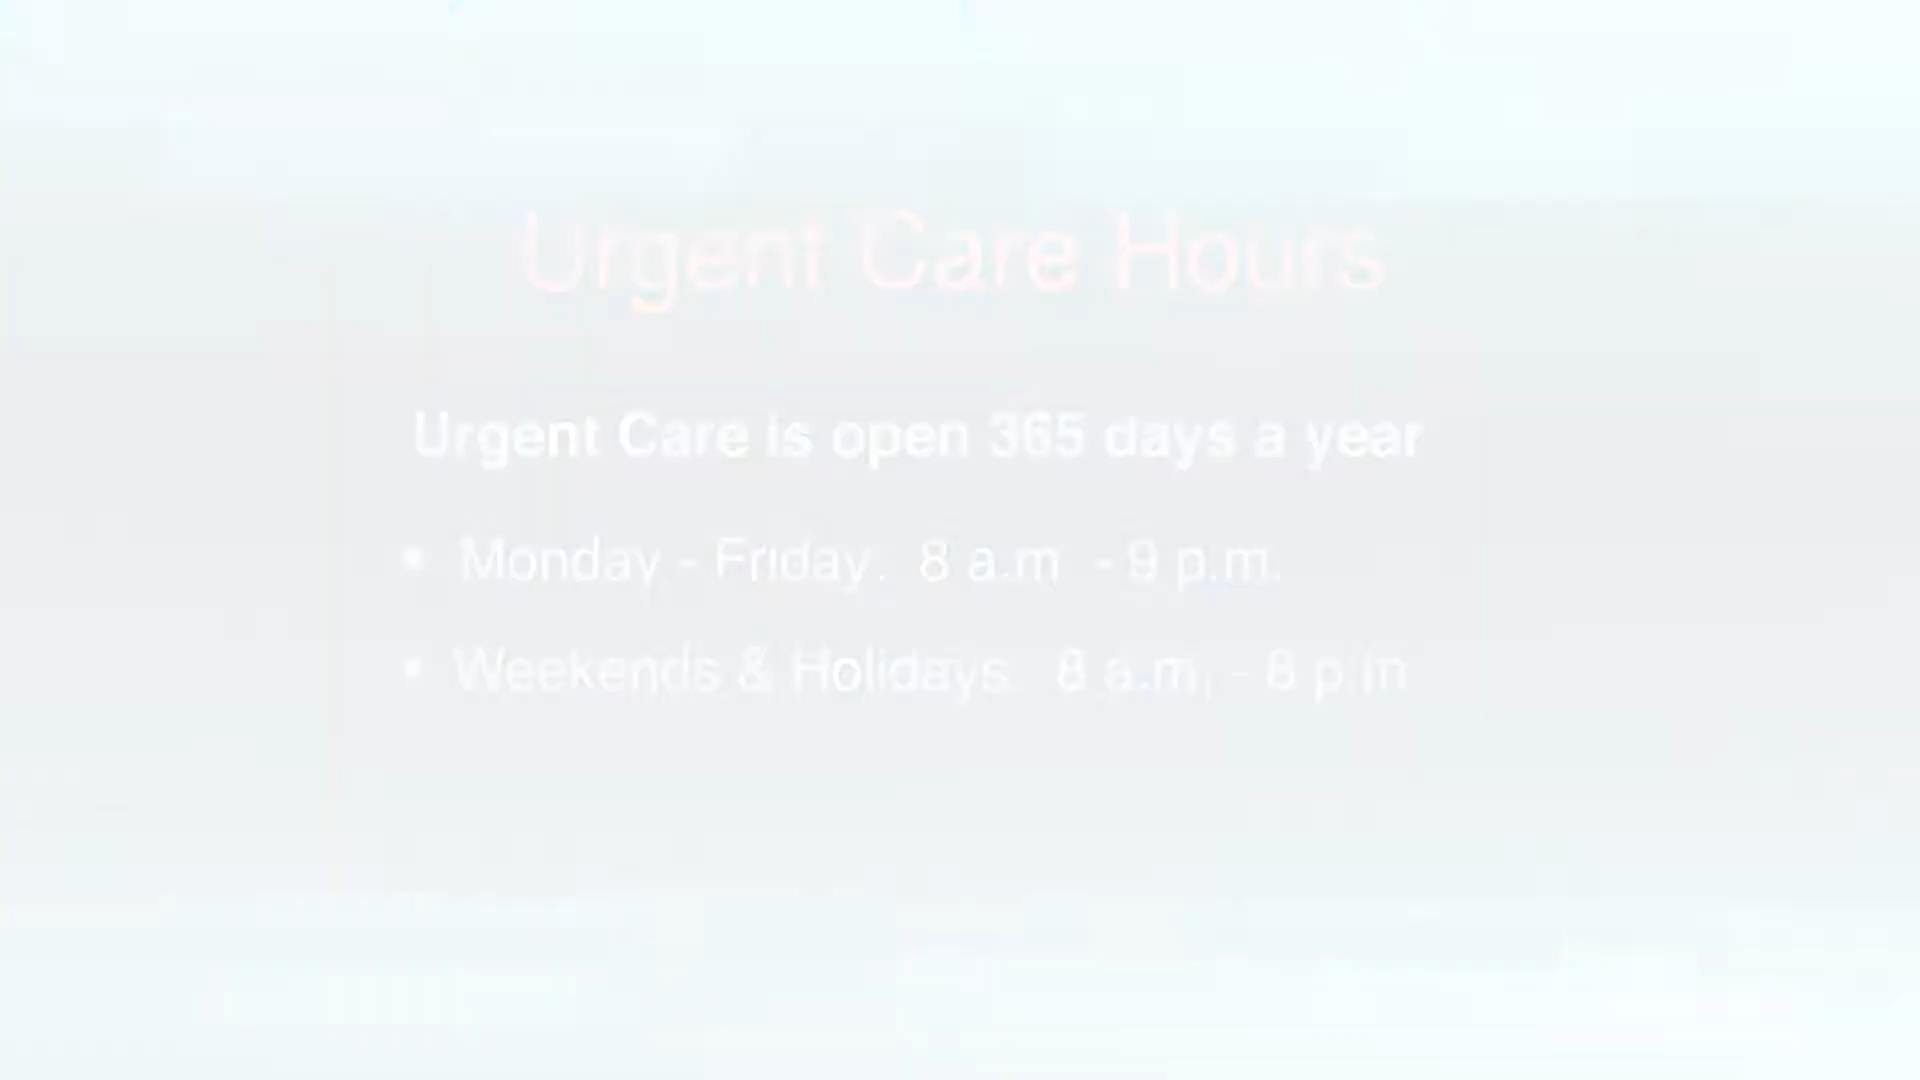 Urgent Care Hours
Urgent Care is open 365 days a year
• Monday - Friday: 8 a.m. - 9 p.m.
• Weekends & Holidays: 8 a.m. - 8 p.m.